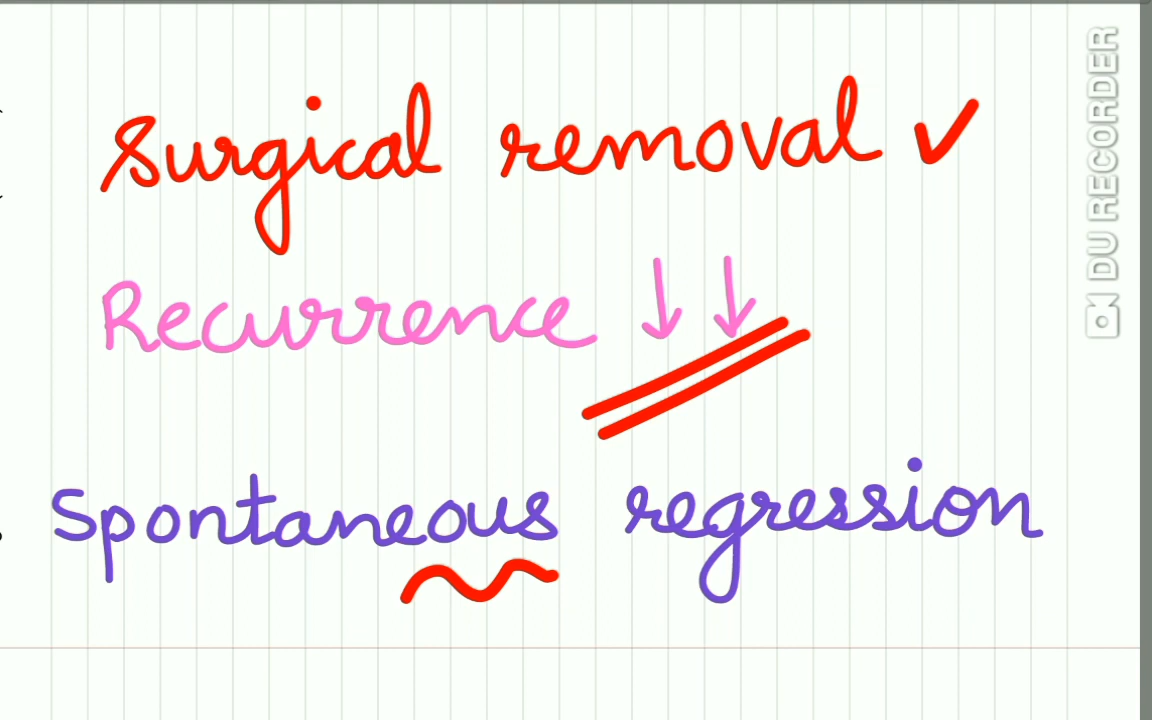 Surgical removal ✓
Recurrence ↓ ↓
Spontaneous regression
DU RECORDER